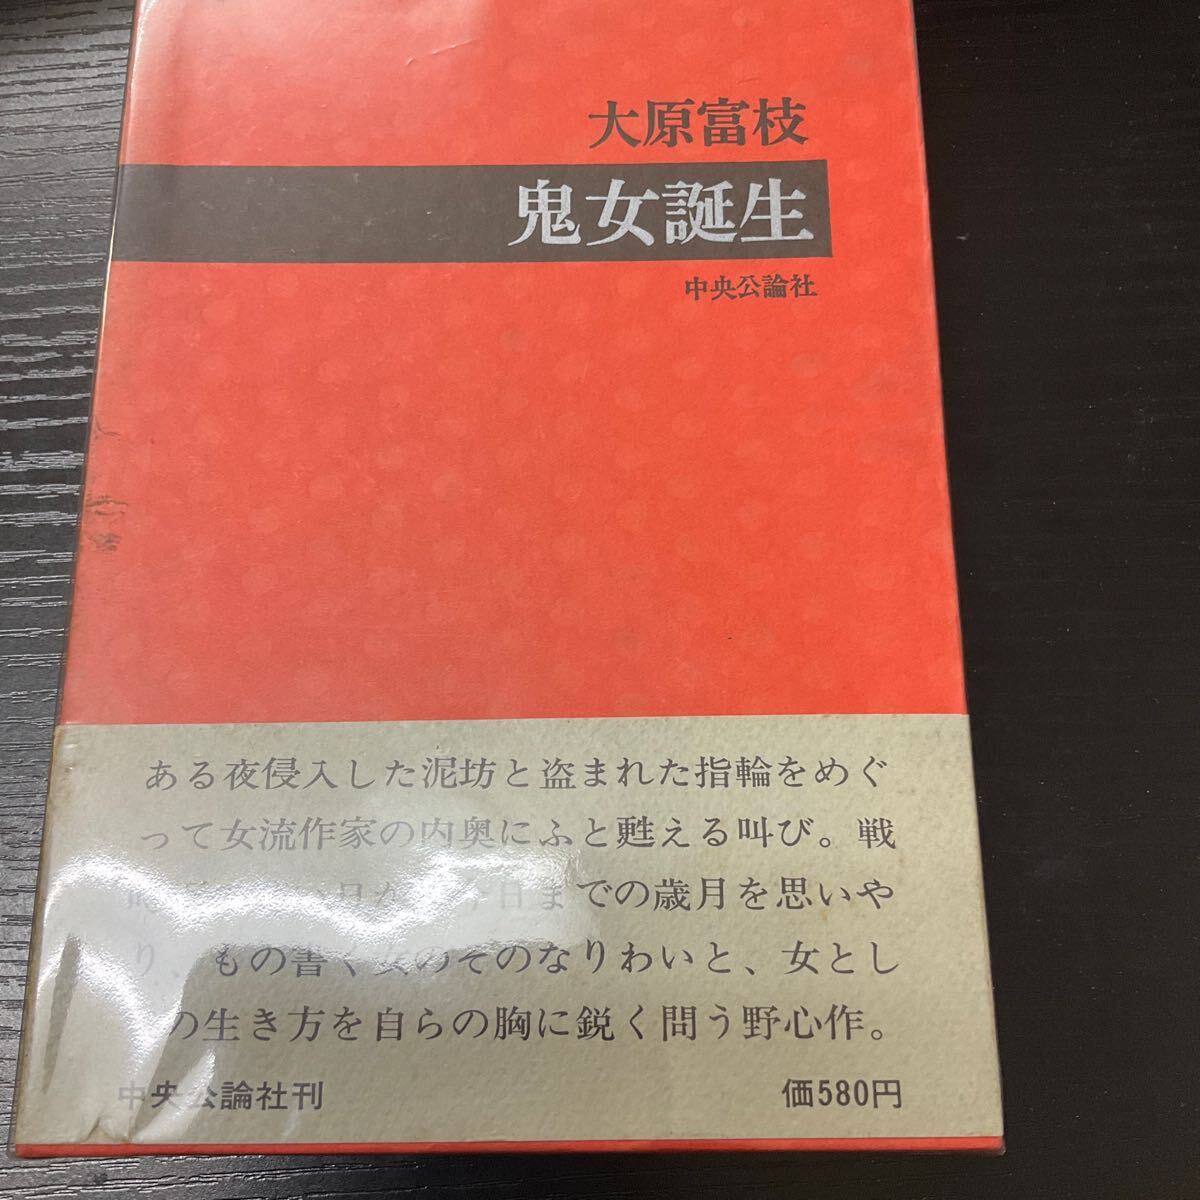 大原富枝
鬼女誕生
中央公論社
ある夜侵入した泥坊と盗まれた指輪をめぐ
って女流作家の内奥にふと甦える叫び。戦
日までの歳月を思いや
り、もの書く女のそのなりわいと、女とし
の生き方を自らの胸に鋭く問う野心作。
中央公論社刊
価580円